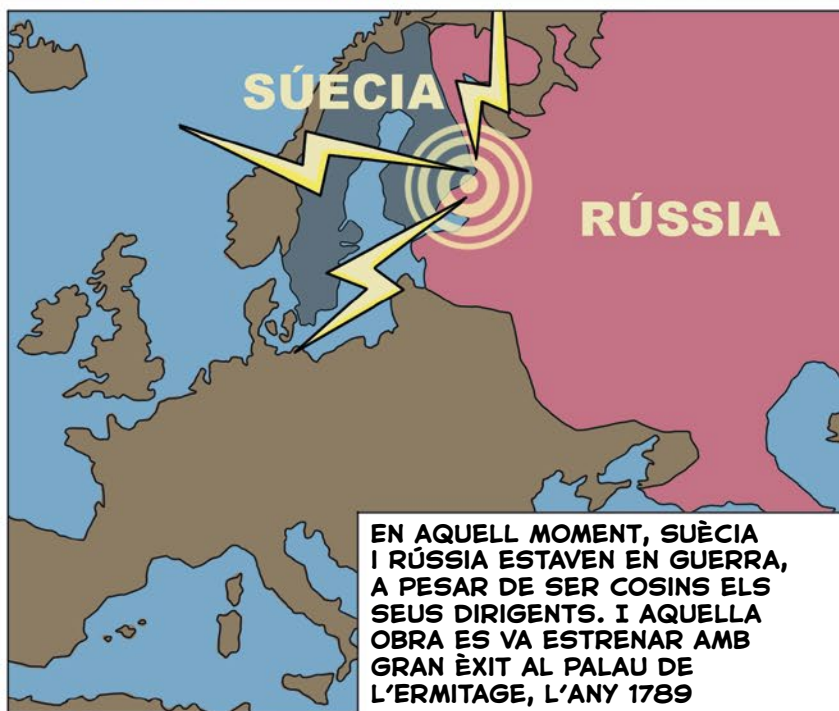 SÚECIA
RÚSSIA
EN AQUELL MOMENT, SUÈCIA
I RÚSSIA ESTAVEN EN GUERRA,
A PESAR DE SER COSINS ELS
SEUS DIRIGENTS. I AQUELLA
OBRA ES VA ESTRENAR AMB
GRAN ÈXIT AL PALAU DE
L'ERMITAGE, L'ANY 1789